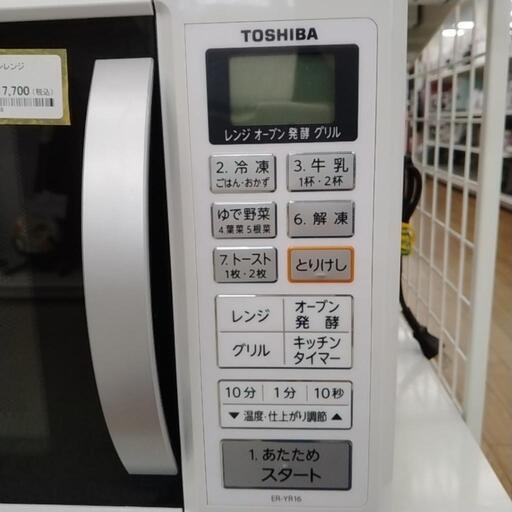 TOSHIBA
レンジ オーブン 発酵 グリル
2. 冷凍
ごはん・おかず
3. 牛乳
1杯・2杯
ゆで野菜
4 葉菜 5 根菜
6. 解凍
7. トースト
1枚・2枚
とりけし
レンジ
オーブン
発酵
グリル
キッチン
タイマー
10分 1分 10秒
▼ 温度・仕上がり調節 ▲
1. あたため
スタート
ER-YR16
レンジ
7,700 (税込)